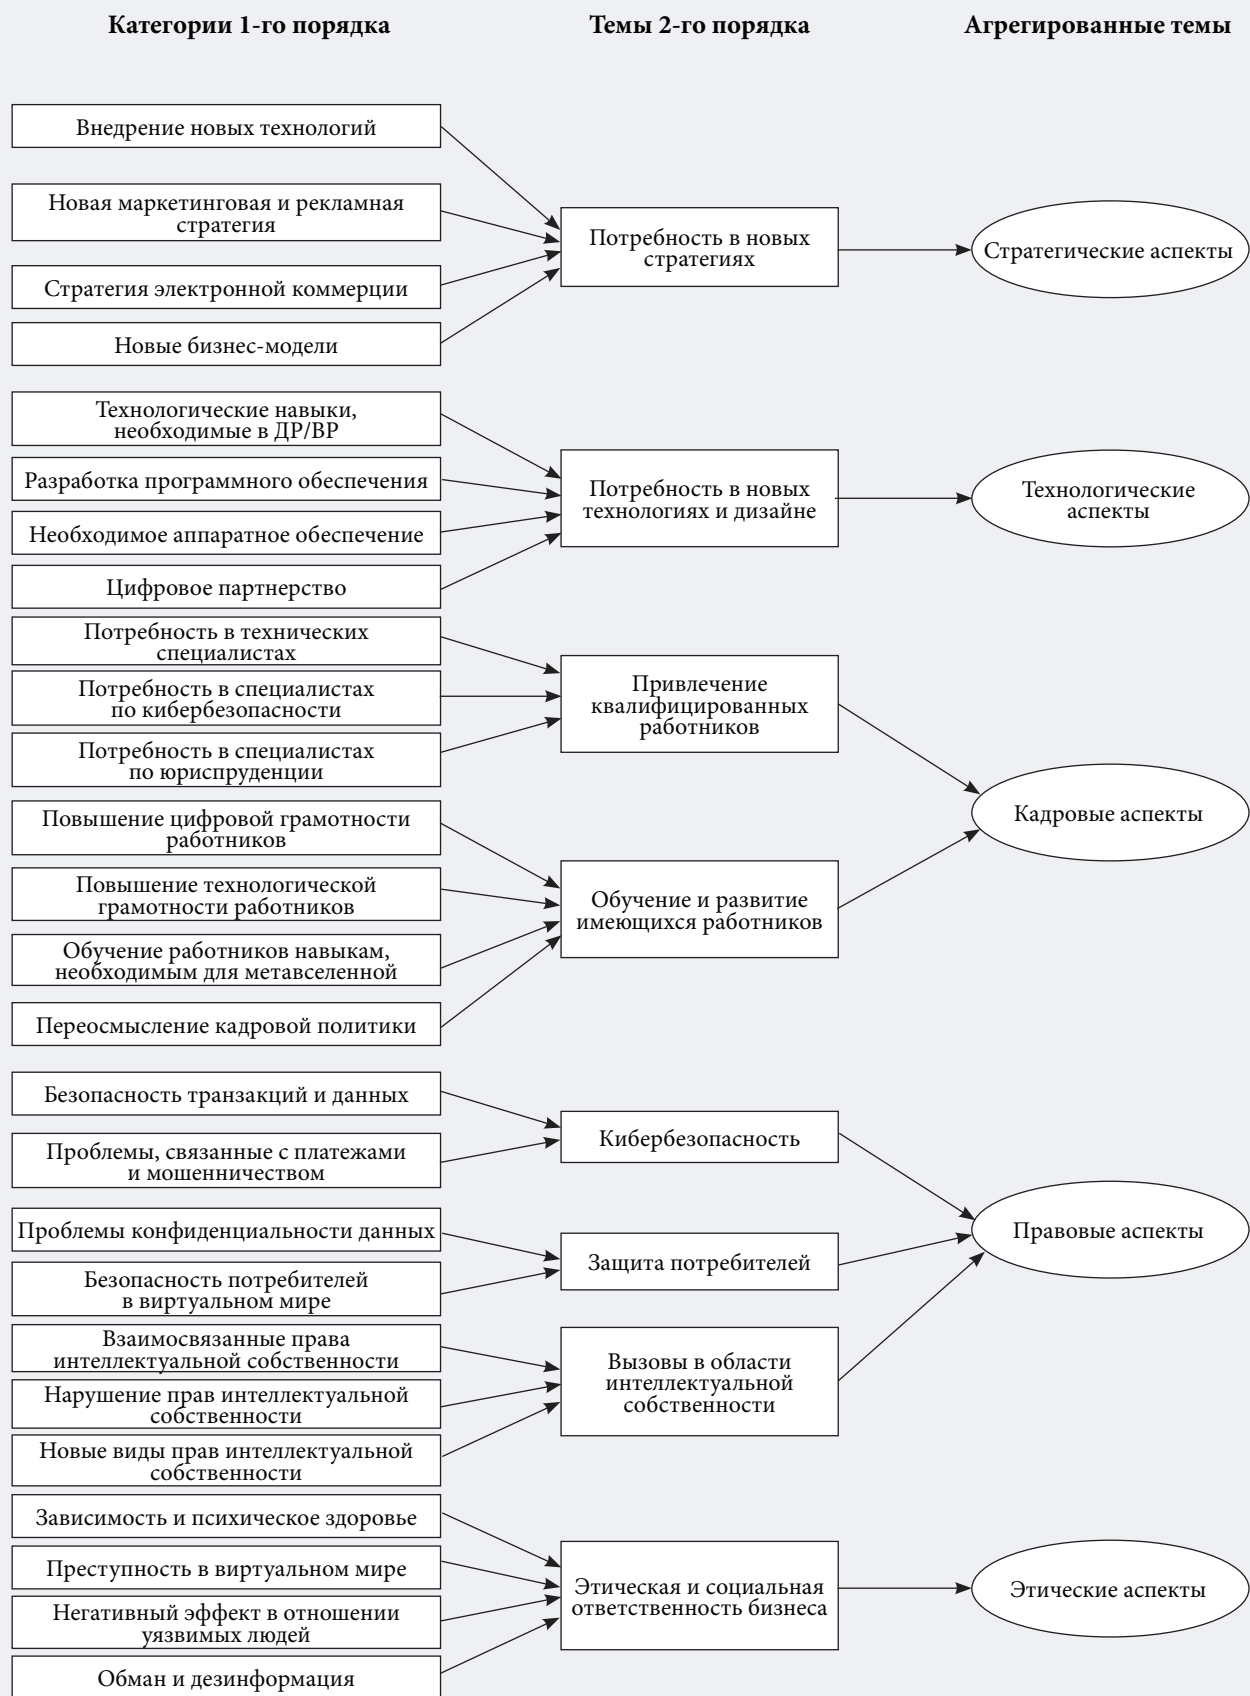 Категории 1-го порядка
Темы 2-го порядка
Агрегированные темы
Внедрение новых технологий
Новая маркетинговая и рекламная
стратегия
Стратегия электронной коммерции
Новые бизнес-модели
Потребность в новых
стратегиях
Стратегические аспекты
Технологические навыки,
необходимые в ДР/ВР
Разработка программного обеспечения
Необходимое аппаратное обеспечение
Цифровое партнерство
Потребность в новых
технологиях и дизайне
Технологические
аспекты
Потребность в технических
специалистах
Потребность в специалистах
по кибербезопасности
Потребность в специалистах
по юриспруденции
Привлечение
квалифицированных
работников
Повышение цифровой грамотности
работников
Повышение технологической
грамотности работников
Обучение работников навыкам,
необходимым для метавселенной
Переосмысление кадровой политики
Обучение и развитие
имеющихся работников
Кадровые аспекты
Безопасность транзакций и данных
Проблемы, связанные с платежами
и мошенничеством
Кибербезопасность
Проблемы конфиденциальности данных
Безопасность потребителей
в виртуальном мире
Защита потребителей
Взаимосвязанные права
интеллектуальной собственности
Нарушение прав интеллектуальной
собственности
Новые виды прав интеллектуальной
собственности
Вызовы в области
интеллектуальной
собственности
Правовые аспекты
Зависимость и психическое здоровье
Преступность в виртуальном мире
Негативный эффект в отношении
уязвимых людей
Обман и дезинформация
Этическая и социальная
ответственность бизнеса
Этические аспекты